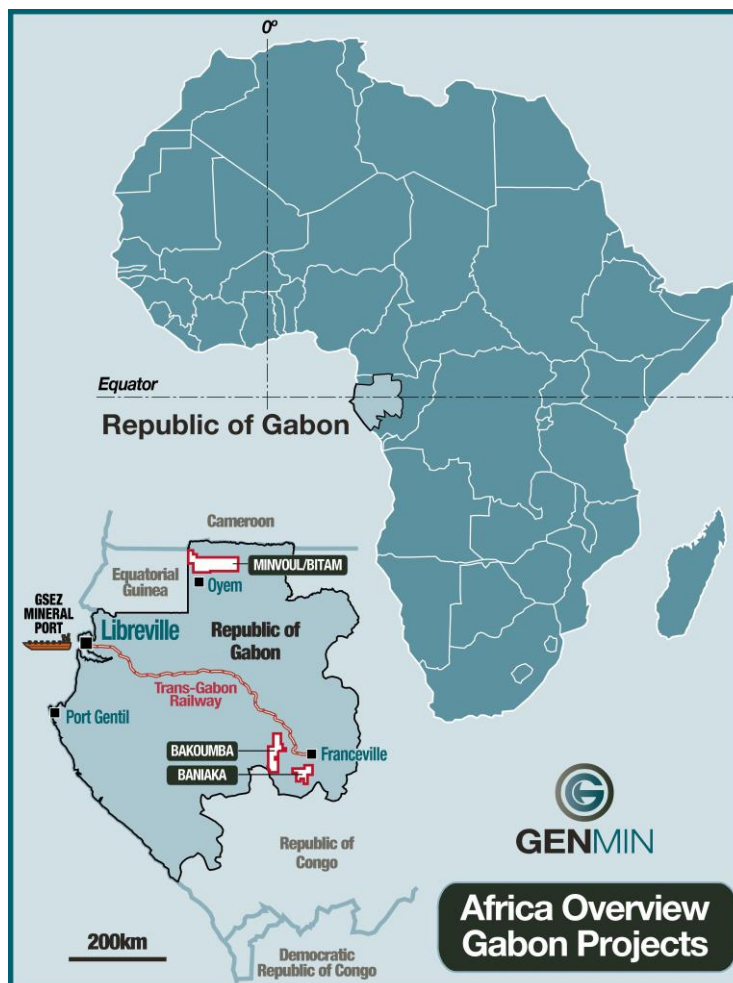 0º
Equator
Republic of Gabon
Cameroon
MINVOUL/BITAM
Equatorial
Guinea
Oyem
GSEZ
MINERAL
PORT
Libreville
Republic of
Gabon
Trans-Gabon
Railway
Port Gentil
BAKOUMBA
Franceville
BANIAKA
GENMIN
Republic of
Congo
Africa Overview
Gabon Projects
200km
Democratic
Republic of Congo